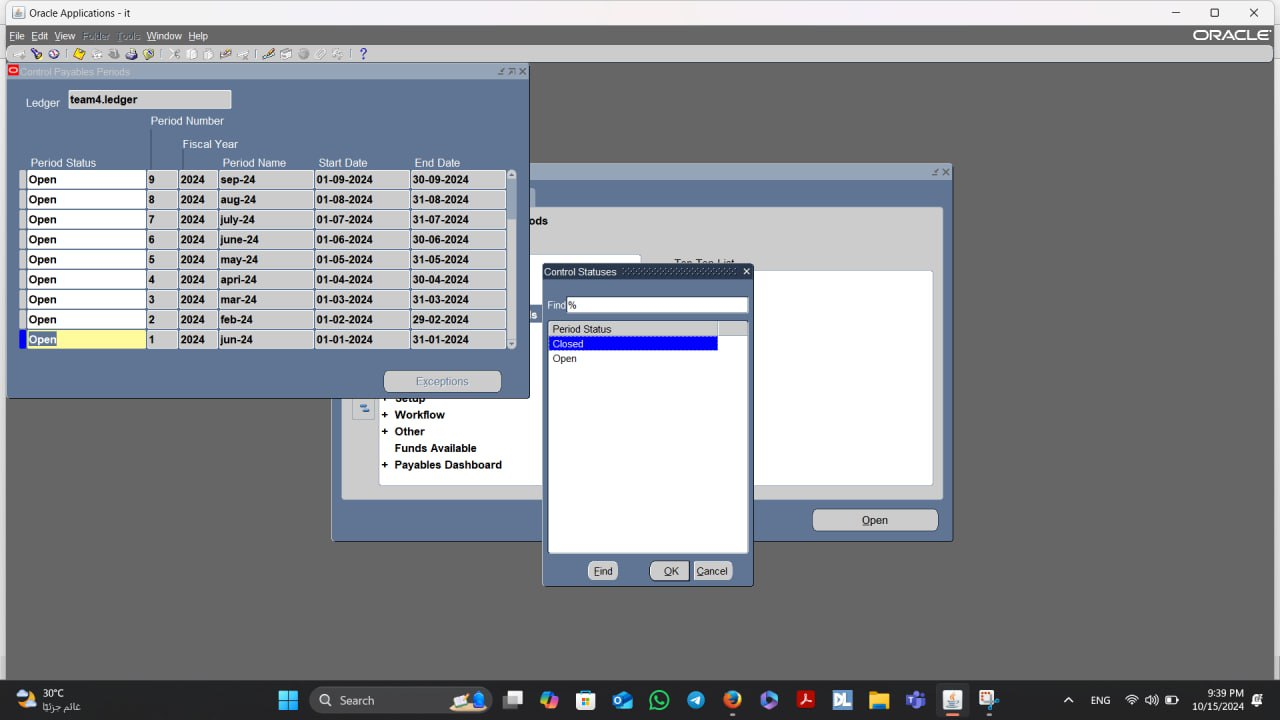 Oracle Applications - it
File Edit View Folder Tools Window Help
ORACLE
Control Payables Periods
Ledger team4.ledger
Period Number
Fiscal Year
Period Status Period Name Start Date End Date
Open 9 2024 sep-24 01-09-2024 30-09-2024
Open 8 2024 aug-24 01-08-2024 31-08-2024
Open 7 2024 july-24 01-07-2024 31-07-2024
Open 6 2024 june-24 01-06-2024 30-06-2024
Open 5 2024 may-24 01-05-2024 31-05-2024
Open 4 2024 apri-24 01-04-2024 30-04-2024
Open 3 2024 mar-24 01-03-2024 31-03-2024
Open 2 2024 feb-24 01-02-2024 29-02-2024
Open 1 2024 jun-24 01-01-2024 31-01-2024
Exceptions
ods
Top Ten List
s
Control Statuses
Find %
Period Status
Closed
Open
Find OK Cancel
+ Setup
+ Workflow
+ Other
Funds Available
+ Payables Dashboard
Open
30°C
غائم جزئيًا
Search
ENG
9:39 PM
10/15/2024